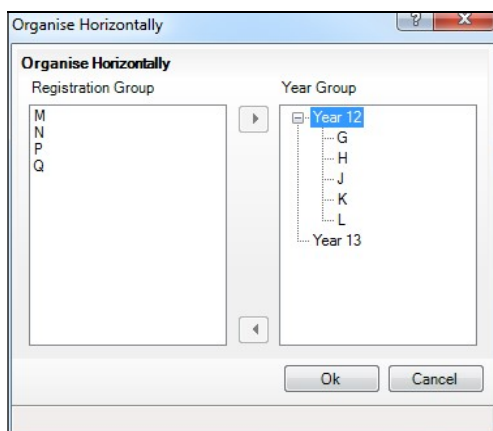 Organise Horizontally
?
X
Organise Horizontally
Registration Group
Year Group
M
N
P
Q
Year 12
G
H
J
K
L
Year 13
Ok
Cancel